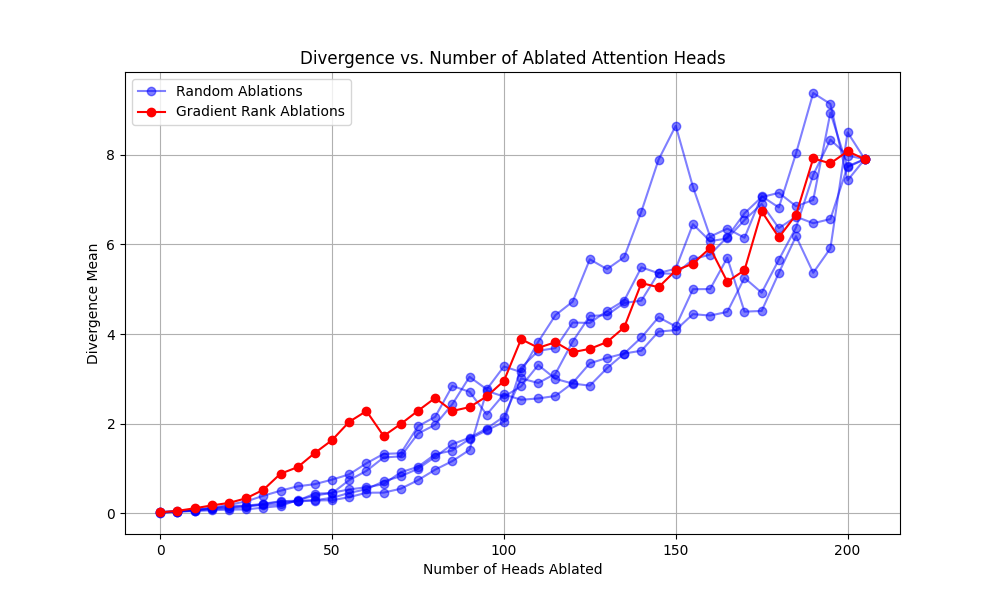 Divergence vs. Number of Ablated Attention Heads
Random Ablations
Gradient Rank Ablations
8
6
4
2
0
Divergence Mean
0 50 100 150 200
Number of Heads Ablated